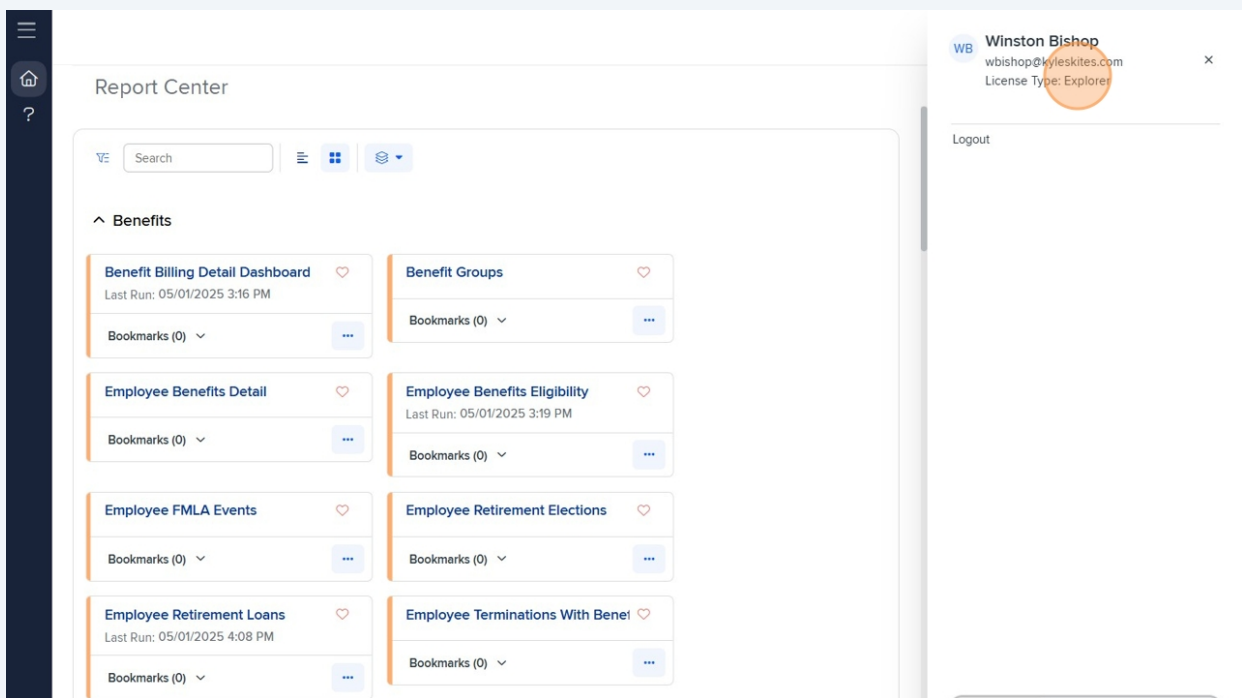 Winston Bishop
WB
wbishop@kyleskites.com
License Type: Explorer
Logout
Report Center
Search
Benefits
Benefit Billing Detail Dashboard
Last Run: 05/01/2025 3:16 PM
Bookmarks (0)
Benefit Groups
Bookmarks (0)
Employee Benefits Detail
Bookmarks (0)
Employee Benefits Eligibility
Last Run: 05/01/2025 3:19 PM
Bookmarks (0)
Employee FMLA Events
Bookmarks (0)
Employee Retirement Elections
Bookmarks (0)
Employee Retirement Loans
Last Run: 05/01/2025 4:08 PM
Bookmarks (0)
Employee Terminations With
Bookmarks (0)